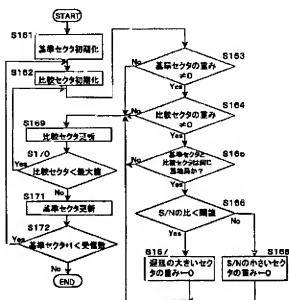 START
S161
基準セクタ初期化
S162
比較セクタ初期化
S163
基準セクタの重み
≠0
No
Yes
S164
比較セクタの重み
≠0
No
Yes
基準セクタと
比較セクタは同じ
基地局か?
No
Yes
S166
S/Nの比く閾値
Yes
No
S167
遅延の大きいセク
タの重み←0
S168
S/Nの小さいセク
タの重み←0
S169
比較セクタ更新
S170
比較セクタ<最大値
Yes
No
S171
基準セクタ更新
S172
基準セクタ+1<受信数
Yes
No
END